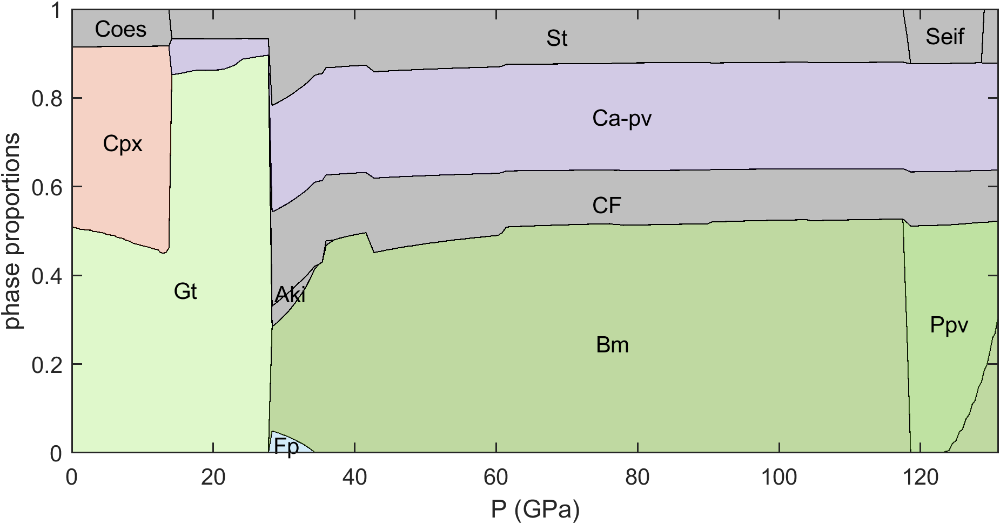 phase proportions
1
0.8
0.6
0.4
0.2
0
0 20 40 60 80 100 120
P (GPa)
Coes
St
Seif
Cpx
Ca-pv
CF
Gt
Aki
Bm
Ppv
Fp